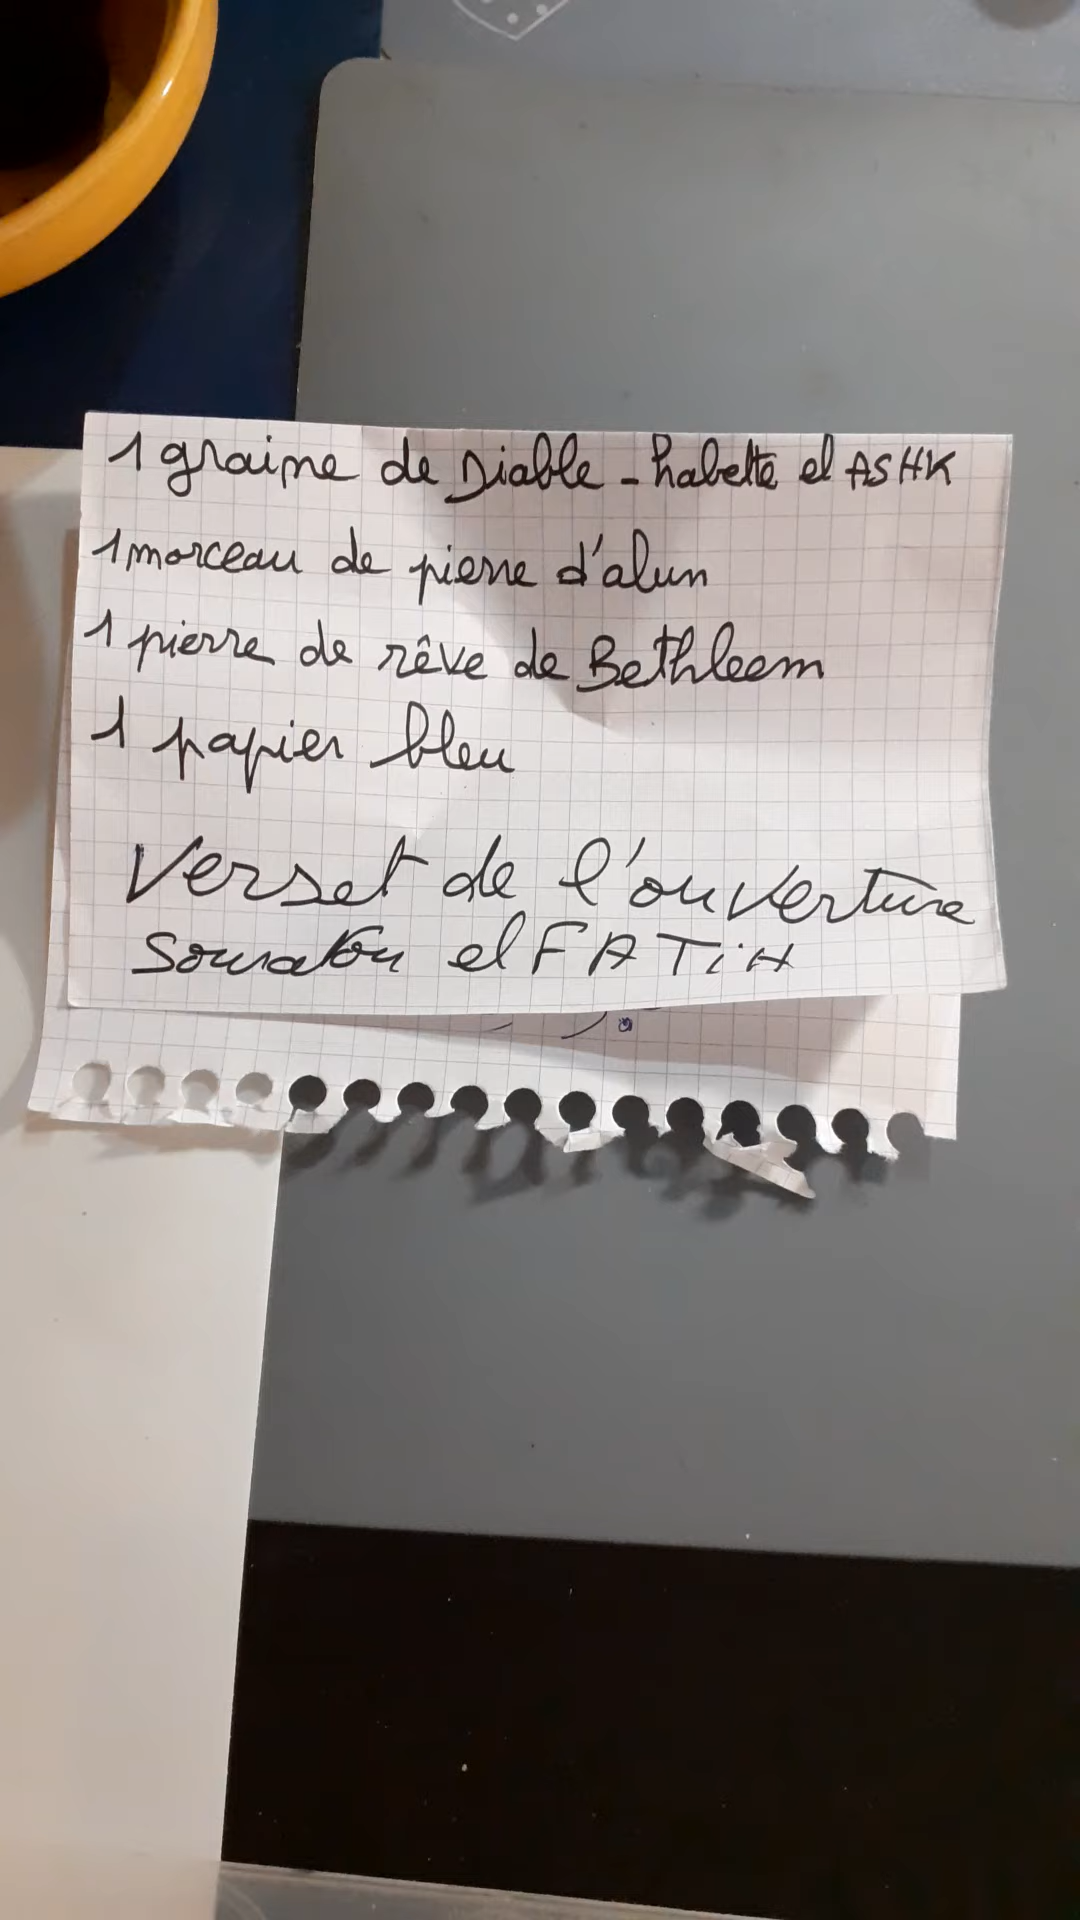 1 graine de Diable - habette el ASHK
1 morceau de pierre d'alun
1 pierre de rêve de Bethleem
1 papier bleu
Verset de l'ouverture
Souratou el FATiH